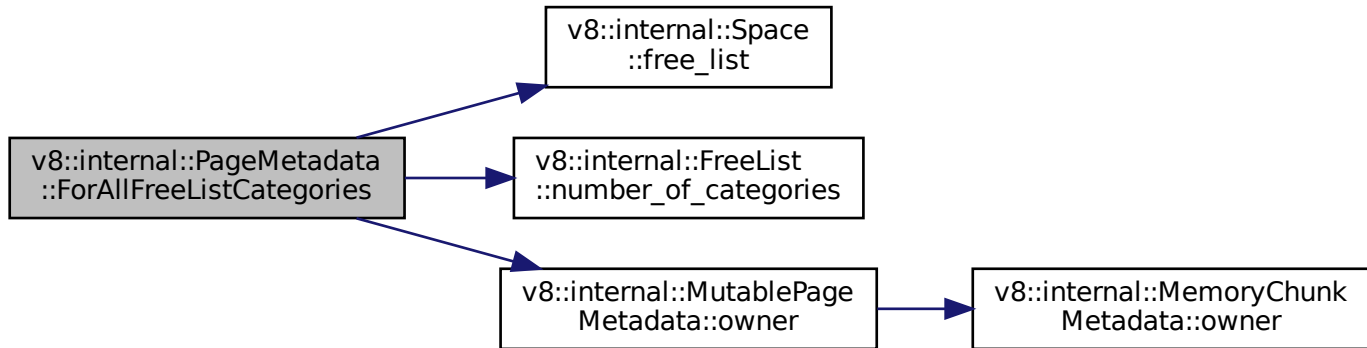 v8::internal::Space
::free_list
v8::internal::PageMetadata
::ForAllFreeListCategories
v8::internal::FreeList
::number_of_categories
v8::internal::MutablePage
Metadata::owner
v8::internal::MemoryChunk
Metadata::owner